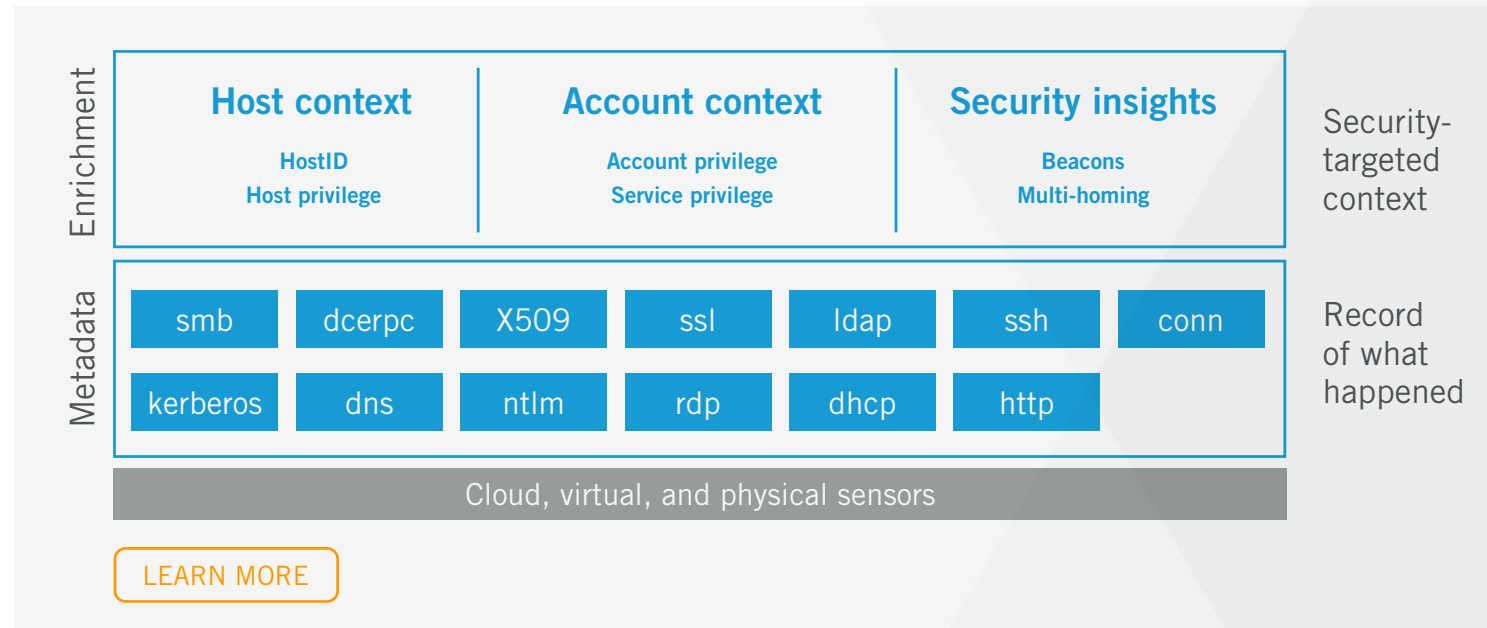 Enrichment
Host context
HostID
Host privilege
Account context
Account privilege
Service privilege
Security insights
Beacons
Multi-homing
Security-
targeted
context
Metadata
smb dcerpc X509 ssl ldap ssh conn
kerberos dns ntlm rdp dhcp http
Record
of what
happened
Cloud, virtual, and physical sensors
LEARN MORE